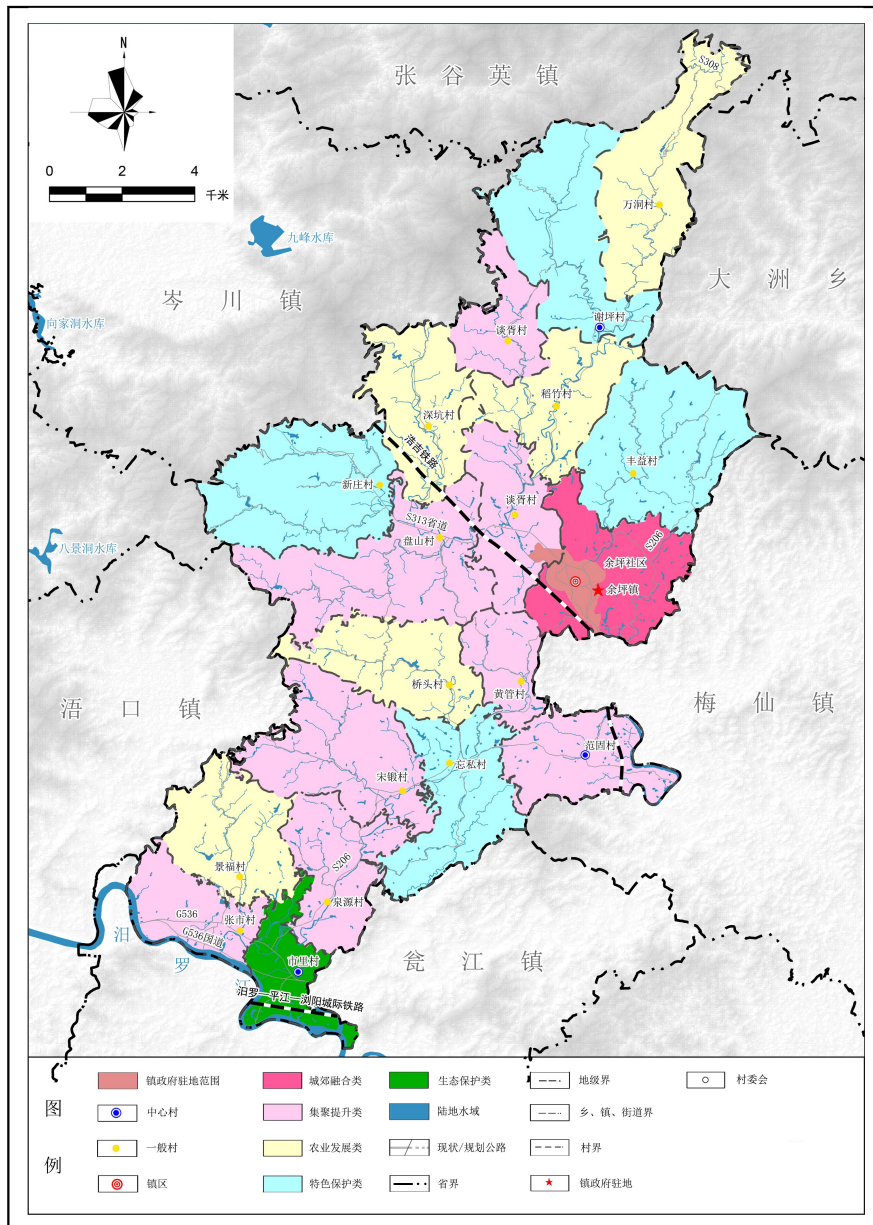 N
0 2 4
千米
张谷英镇
S308
万洞村
九峰水库
大洲乡
岑川镇
向家洞水库
谢坪村
谈胥村
稻竹村
深坑村
浩吉铁路
丰益村
新庄村
谈胥村
S313省道
盘山村
S206
八景洞水库
余坪社区
余坪镇
桥头村
黄管村
浯口镇
梅仙镇
范固村
忘私村
宋锻村
S206
景福村
泉源村
G536
张市村
G536国道
汨罗江
市里村
瓮江镇
汨罗—平江—浏阳城际铁路
图例
镇政府驻地范围 城郊融合类 生态保护类 地级界 村委会
中心村 集聚提升类 陆地水域 乡、镇、街道界
一般村 农业发展类 现状/规划公路 村界
镇区 特色保护类 省界 镇政府驻地